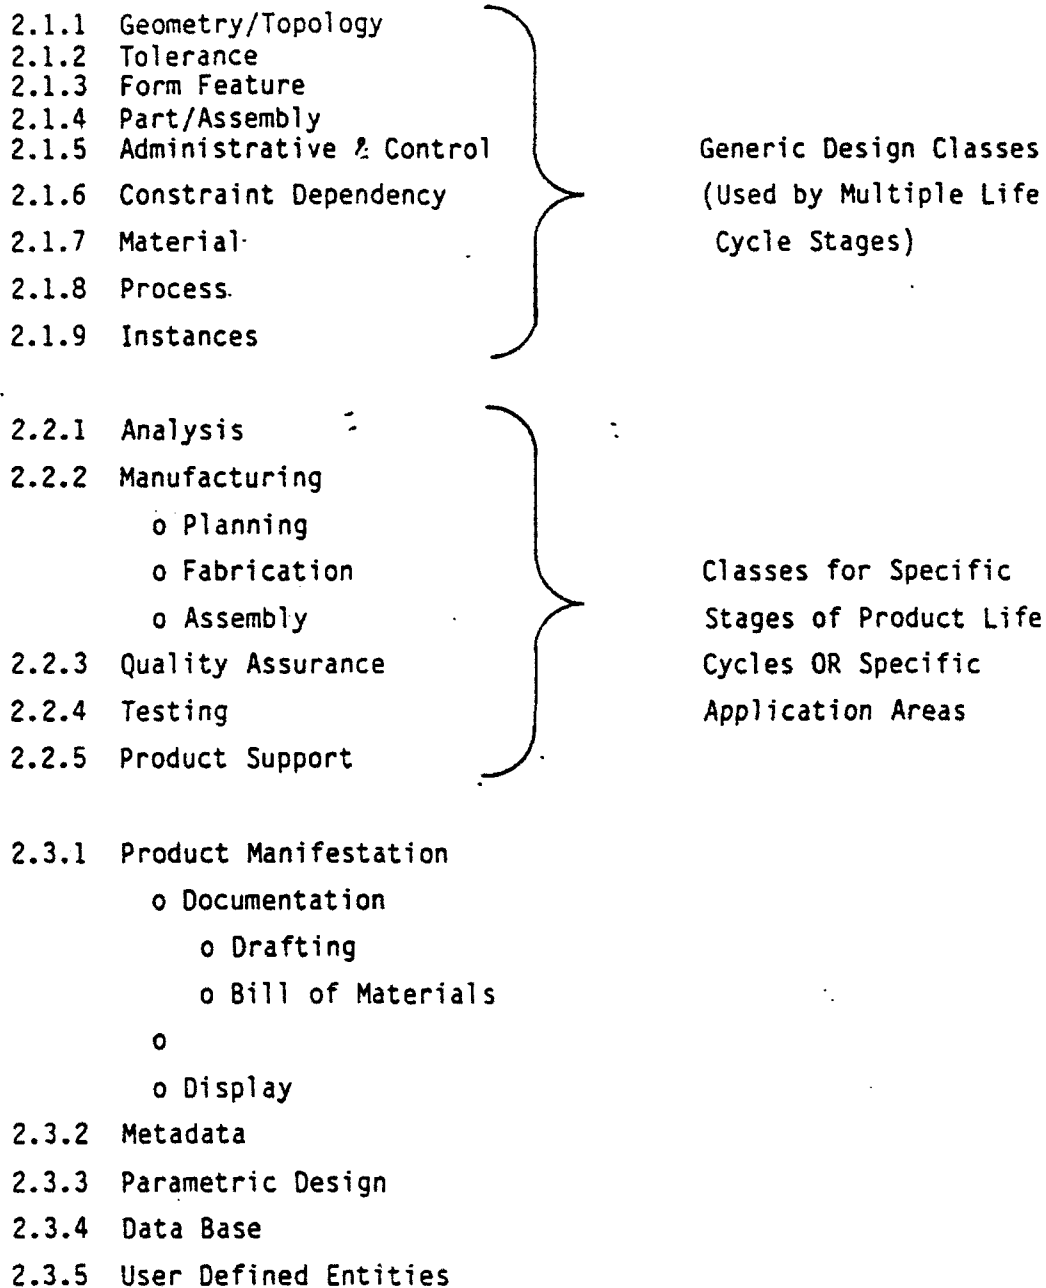 2.1.1 Geometry/Topology
2.1.2 Tolerance
2.1.3 Form Feature
2.1.4 Part/Assembly
2.1.5 Administrative & Control
2.1.6 Constraint Dependency
2.1.7 Material
2.1.8 Process
2.1.9 Instances
Generic Design Classes
(Used by Multiple Life
Cycle Stages)
2.2.1 Analysis
2.2.2 Manufacturing
o Planning
o Fabrication
o Assembly
2.2.3 Quality Assurance
2.2.4 Testing
2.2.5 Product Support
Classes for Specific
Stages of Product Life
Cycles OR Specific
Application Areas
2.3.1 Product Manifestation
o Documentation
o Drafting
o Bill of Materials
o
o Display
2.3.2 Metadata
2.3.3 Parametric Design
2.3.4 Data Base
2.3.5 User Defined Entities